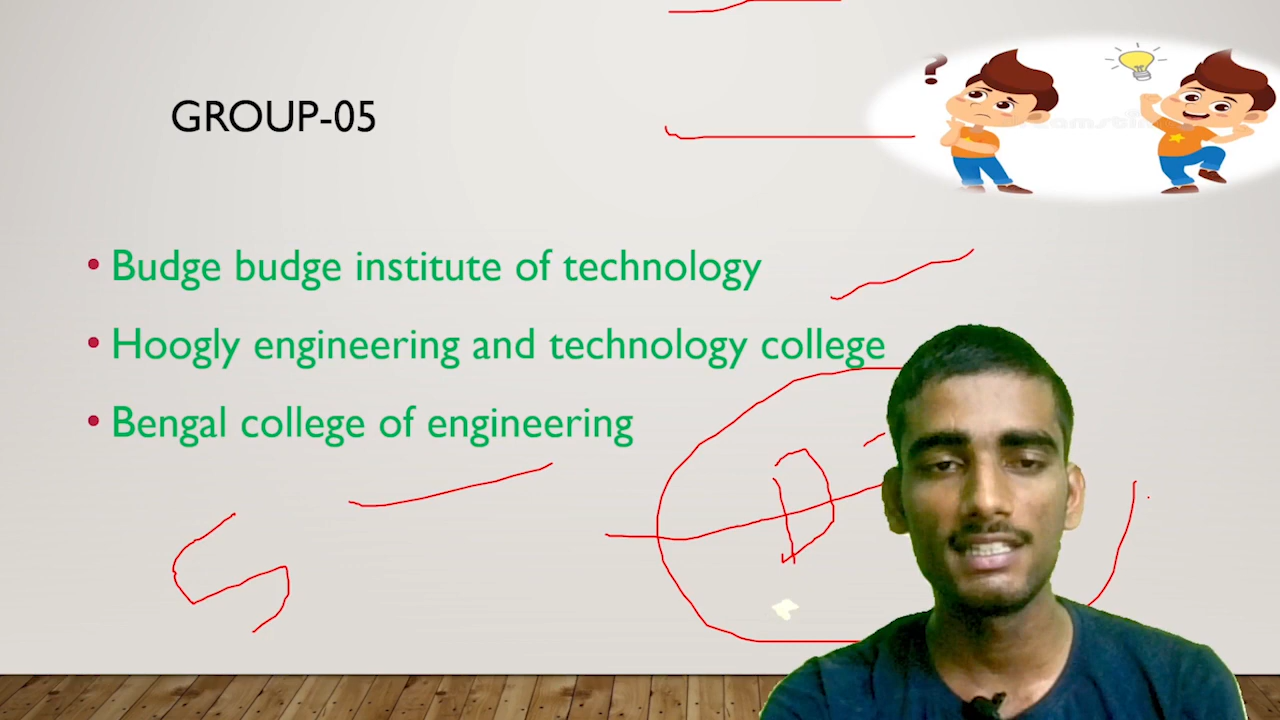 GROUP-05
?
• Budge budge institute of technology
• Hoogly engineering and technology college
• Bengal college of engineering
S
D